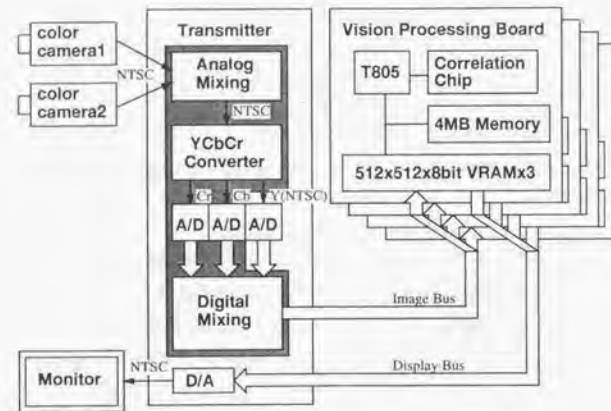 color
camera1
NTSC
color
camera2
Transmitter
Analog
Mixing
NTSC
YCbCr
Converter
Cr
Cb
Y(NTSC)
A/D
A/D
A/D
Digital
Mixing
Vision Processing Board
T805
Correlation
Chip
4MB Memory
512x512x8bit VRAMx3
Image Bus
Display Bus
NTSC
Monitor
D/A